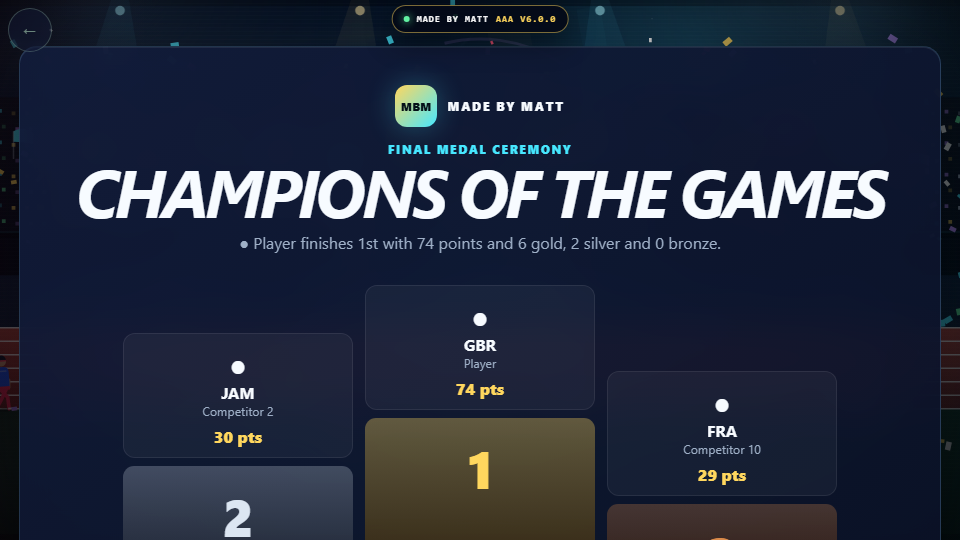 ←
MADE BY MATT AAA V6.0.0
MBM MADE BY MATT
FINAL MEDAL CEREMONY
CHAMPIONS OF THE GAMES
● Player finishes 1st with 74 points and 6 gold, 2 silver and 0 bronze.
GBR
Player
74 pts
JAM
Competitor 2
30 pts
FRA
Competitor 10
29 pts
1
2